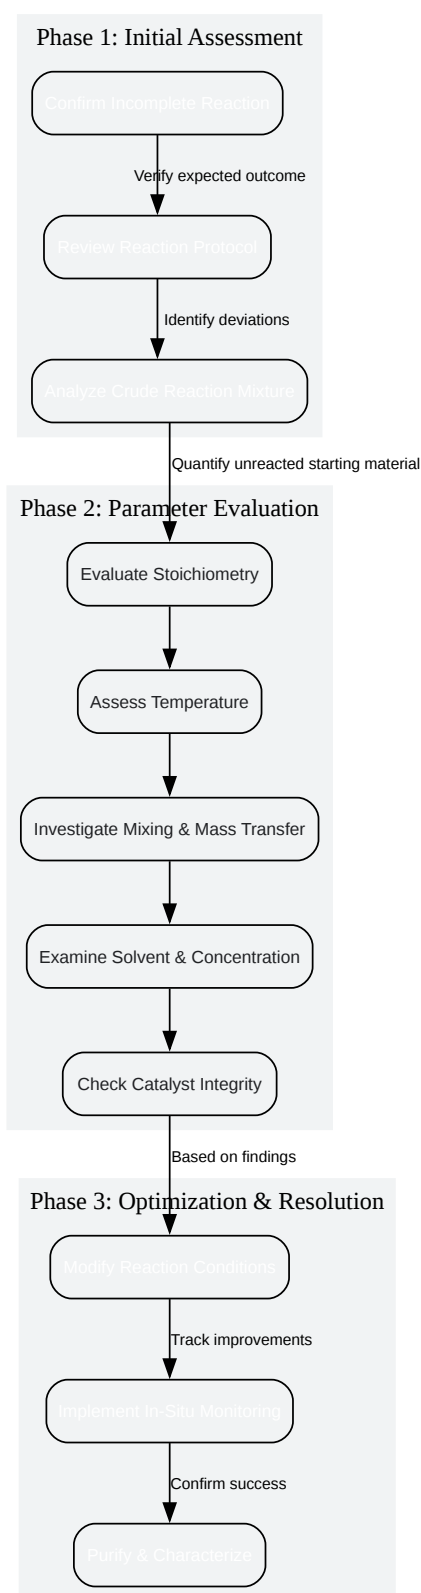 Phase 1: Initial Assessment
Confirm Incomplete Reaction
Verify expected outcome
Review Reaction Protocol
Identify deviations
Analyze Crude Reaction Mixture
Quantify unreacted starting material
Phase 2: Parameter Evaluation
Evaluate Stoichiometry
Assess Temperature
Investigate Mixing & Mass Transfer
Examine Solvent & Concentration
Check Catalyst Integrity
Based on findings
Phase 3: Optimization & Resolution
Modify Reaction Conditions
Track improvements
Implement In-Situ Monitoring
Confirm success
Purify & Characterize